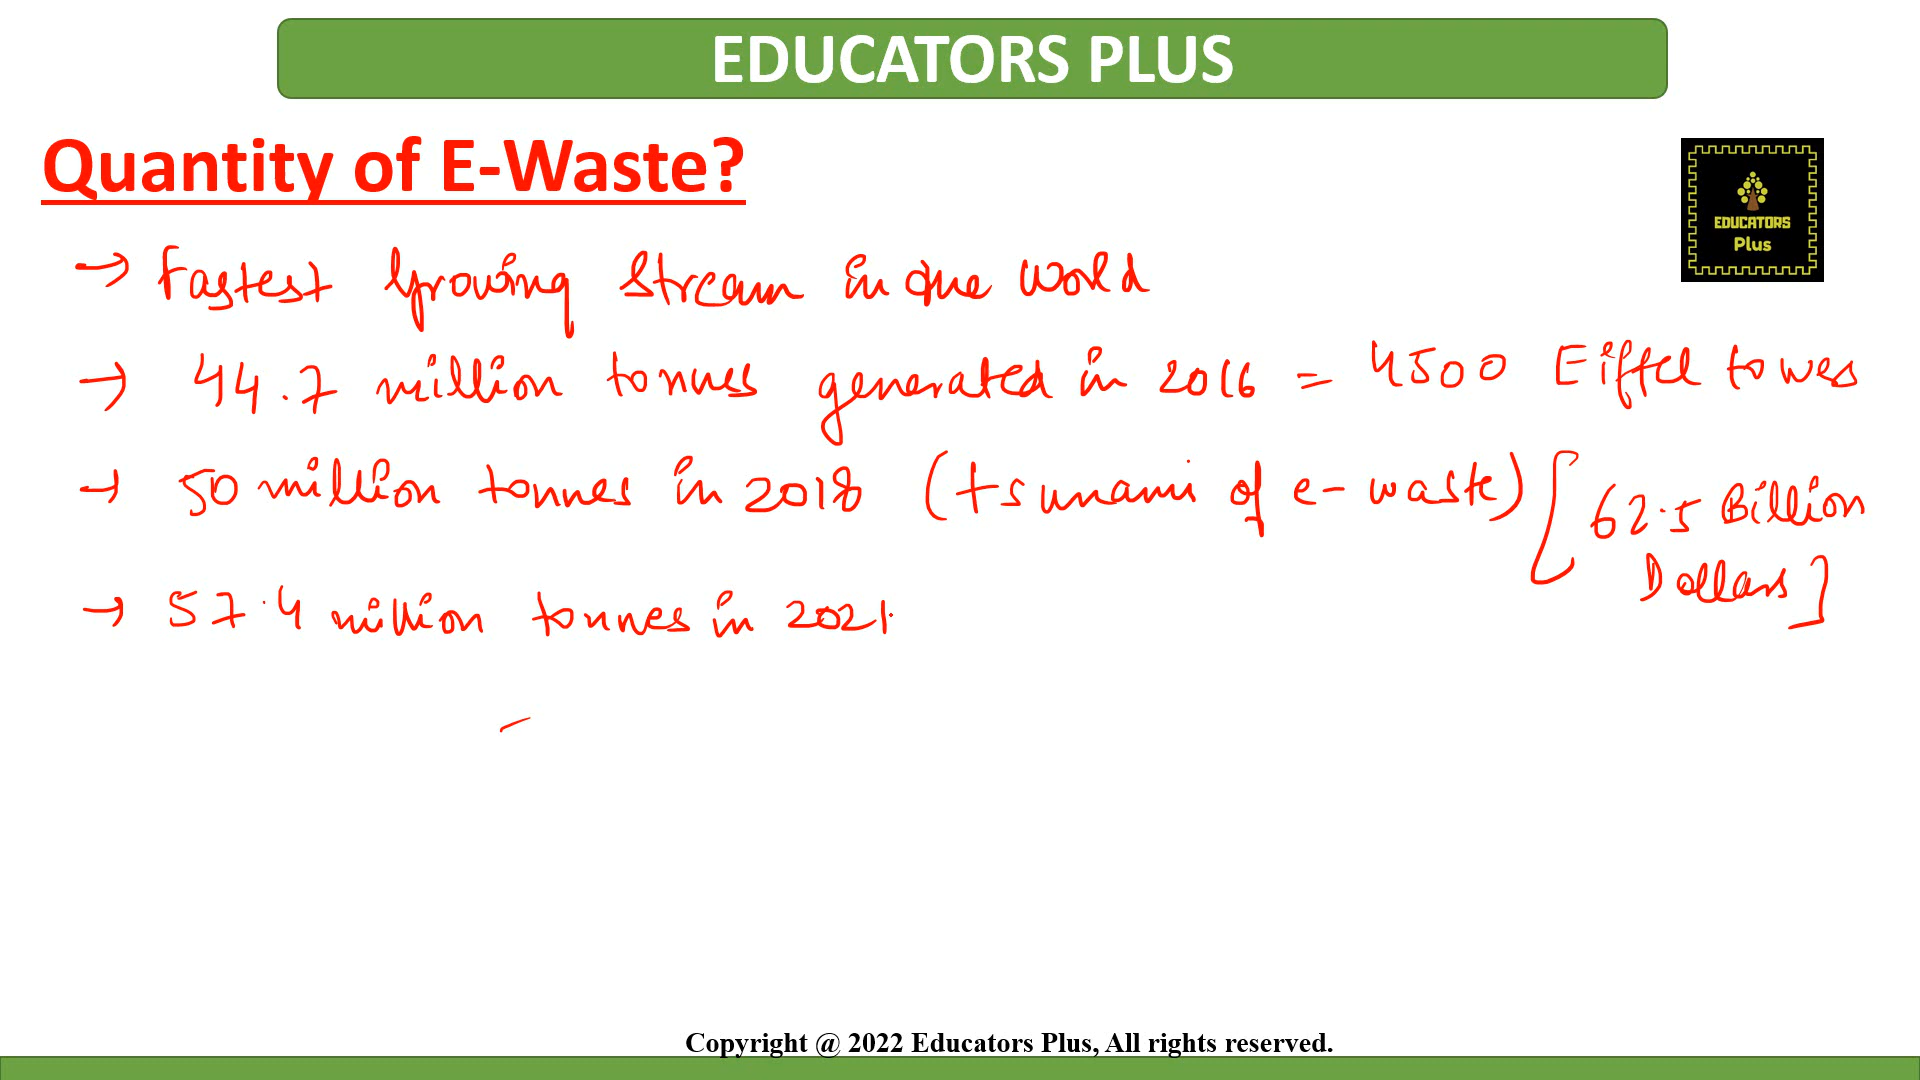 EDUCATORS PLUS
Quantity of E-Waste?
EDUCATORS
Plus
→ Fastest Growing Stream in the World
→ 44.7 million tonnes generated in 2016 = 4500 Eiffel towers
→ 50 million tonnes in 2018 (tsunami of e-waste) [62.5 Billion
Dollars]
→ 57.4 million tonnes in 2021.
Copyright @ 2022 Educators Plus, All rights reserved.